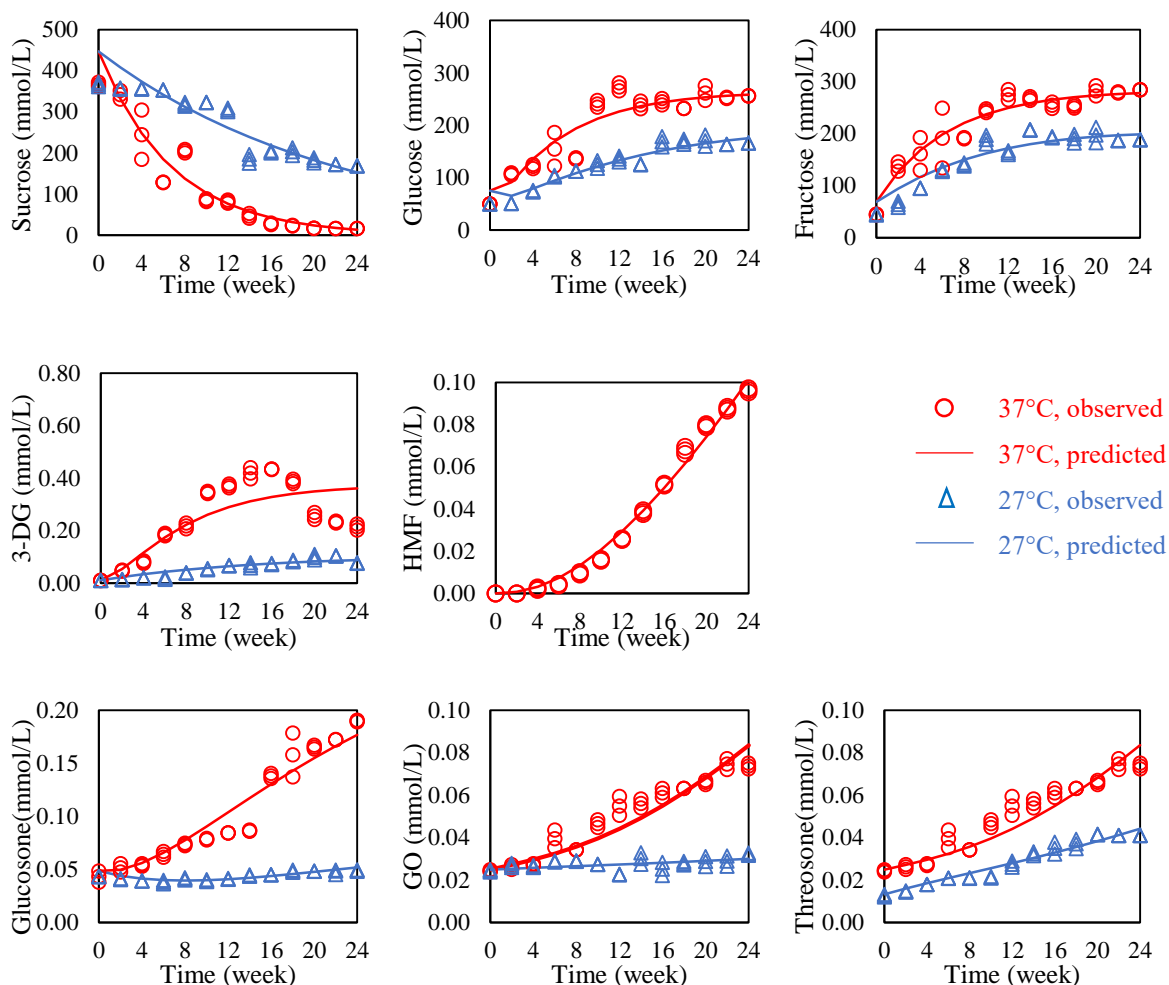 Sucrose (mmol/L)
500
400
300
200
100
0
0 4 8 12 16 20 24
Time (week)
Glucose (mmol/L)
400
300
200
100
0
0 4 8 12 16 20 24
Time (week)
Fructose (mmol/L)
400
300
200
100
0
0 4 8 12 16 20 24
Time (week)
3-DG (mmol/L)
0.80
0.60
0.40
0.20
0.00
0 4 8 12 16 20 24
Time (week)
HMF (mmol/L)
0.10
0.08
0.06
0.04
0.02
0.00
0 4 8 12 16 20 24
Time (week)
37°C, observed
37°C, predicted
27°C, observed
27°C, predicted
Glucosone(mmol/L)
0.20
0.15
0.10
0.05
0.00
0 4 8 12 16 20 24
Time (week)
GO (mmol/L)
0.10
0.08
0.06
0.04
0.02
0.00
0 4 8 12 16 20 24
Time (week)
Threosone(mmol/L)
0.10
0.08
0.06
0.04
0.02
0.00
0 4 8 12 16 20 24
Time (week)